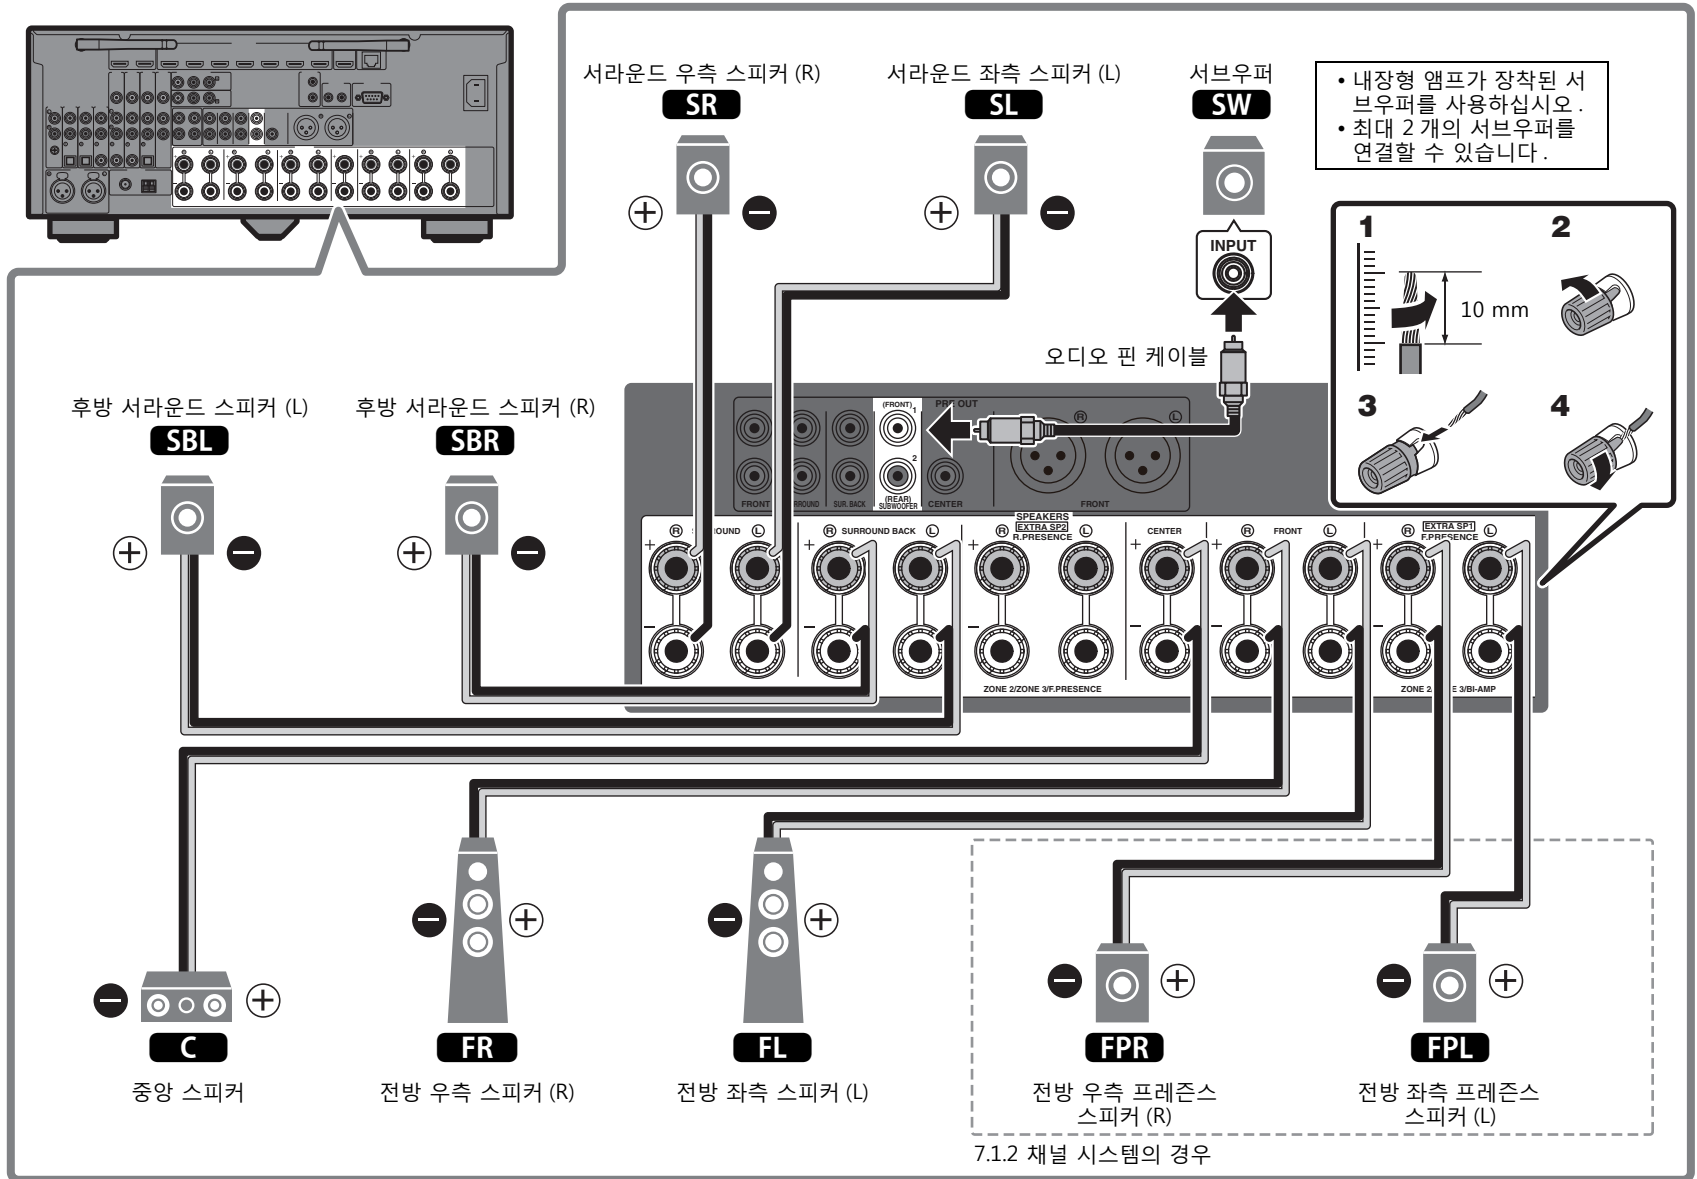 서라운드 우측 스피커 (R)
SR
서라운드 좌측 스피커 (L)
SL
서브우퍼
SW
INPUT
• 내장형 앰프가 장착된 서
브우퍼를 사용하십시오.
• 최대 2 개의 서브우퍼를
연결할 수 있습니다.
1
10 mm
2
3
4
오디오 핀 케이블
후방 서라운드 스피커 (L)
SBL
후방 서라운드 스피커 (R)
SBR
(FRONT)
1
PRE OUT
R
L
2
FRONT
SUR. BACK
(REAR)
SUBWOOFER
CENTER
FRONT
SPEAKERS
R
L
R SURROUND BACK L
R EXTRA SP2 L
R.PRESENCE
CENTER
R FRONT L
R EXTRA SP1 L
F.PRESENCE
ZONE 2/ZONE 3/F.PRESENCE
3/BI-AMP
C
중앙 스피커
FR
전방 우측 스피커 (R)
FL
전방 좌측 스피커 (L)
FPR
전방 우측 프레즌스
스피커 (R)
FPL
전방 좌측 프레즌스
스피커 (L)
7.1.2 채널 시스템의 경우